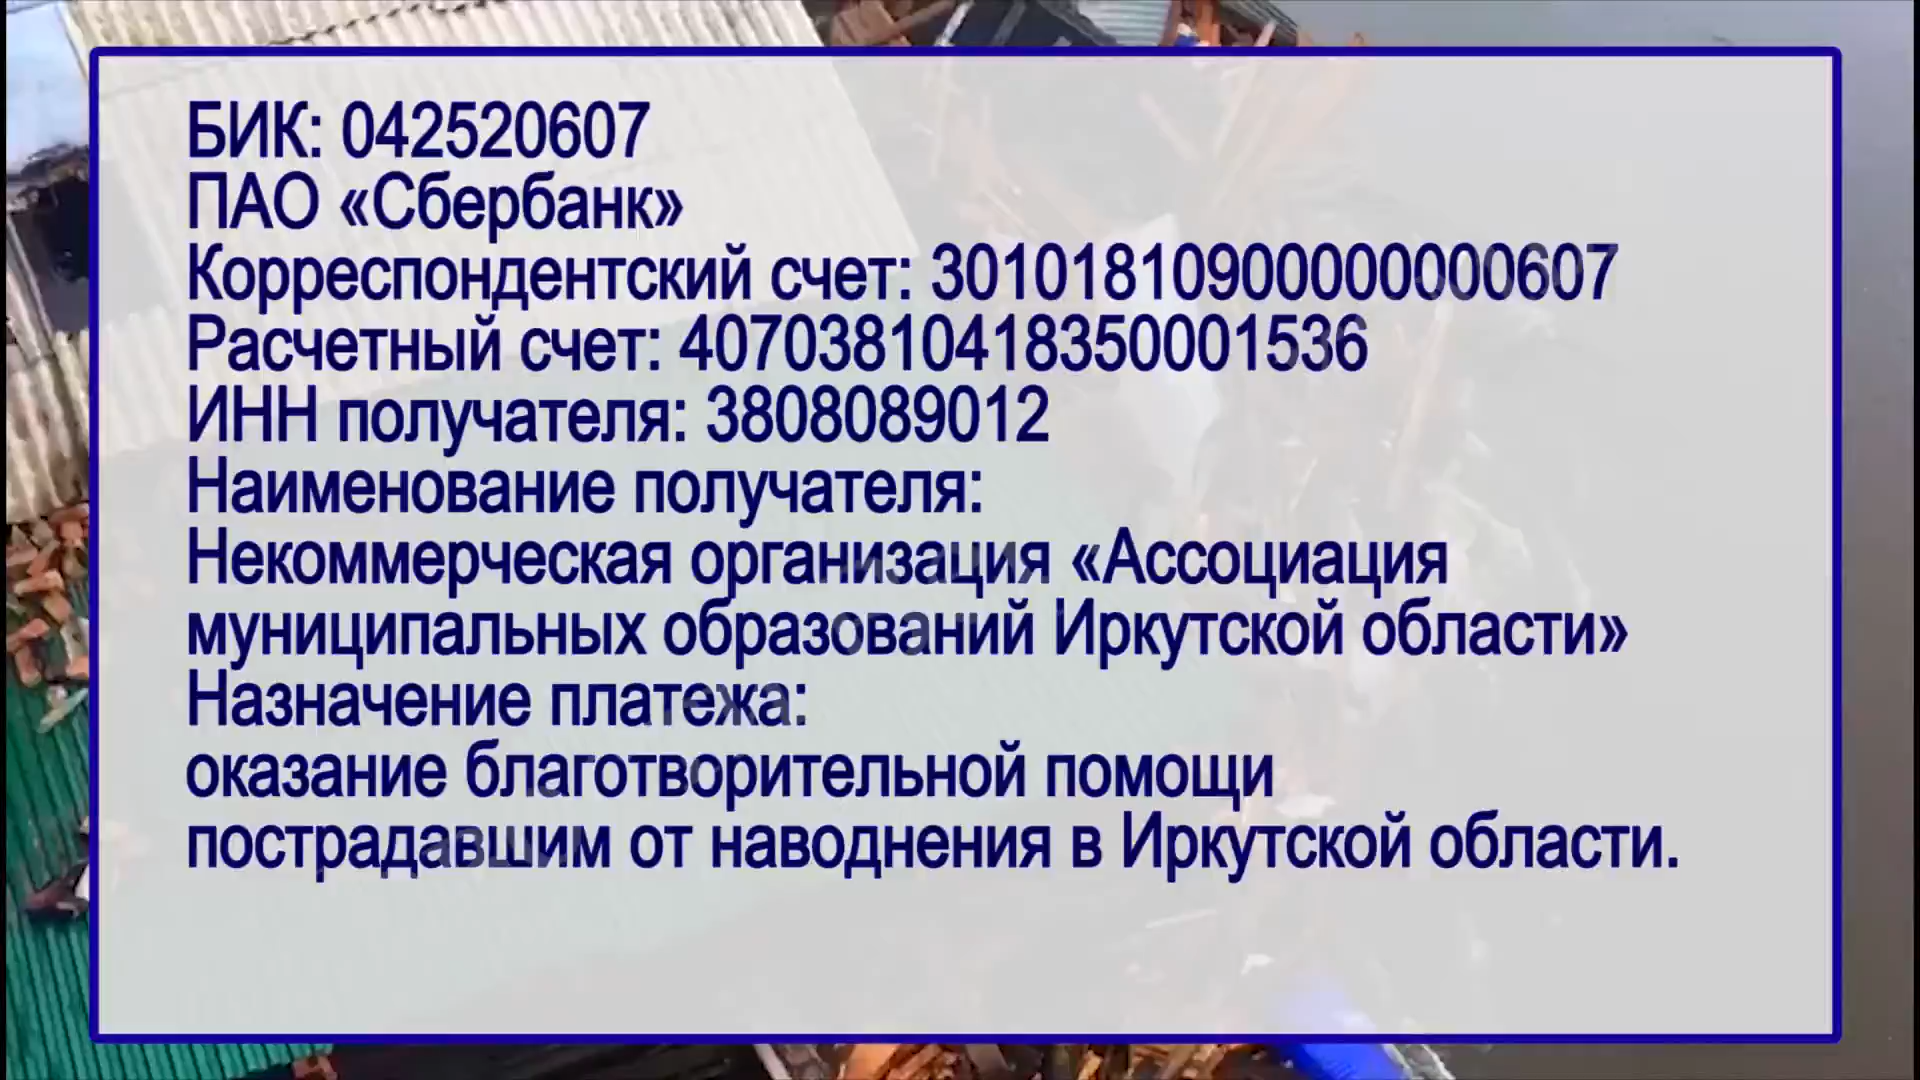 БИК: 042520607
ПАО «Сбербанк»
Корреспондентский счет: 30101810900000000607
Расчетный счет: 40703810418350001536
ИНН получателя: 3808089012
Наименование получателя:
Некоммерческая организация «Ассоциация
муниципальных образований Иркутской области»
Назначение платежа:
оказание благотворительной помощи
пострадавшим от наводнения в Иркутской области.